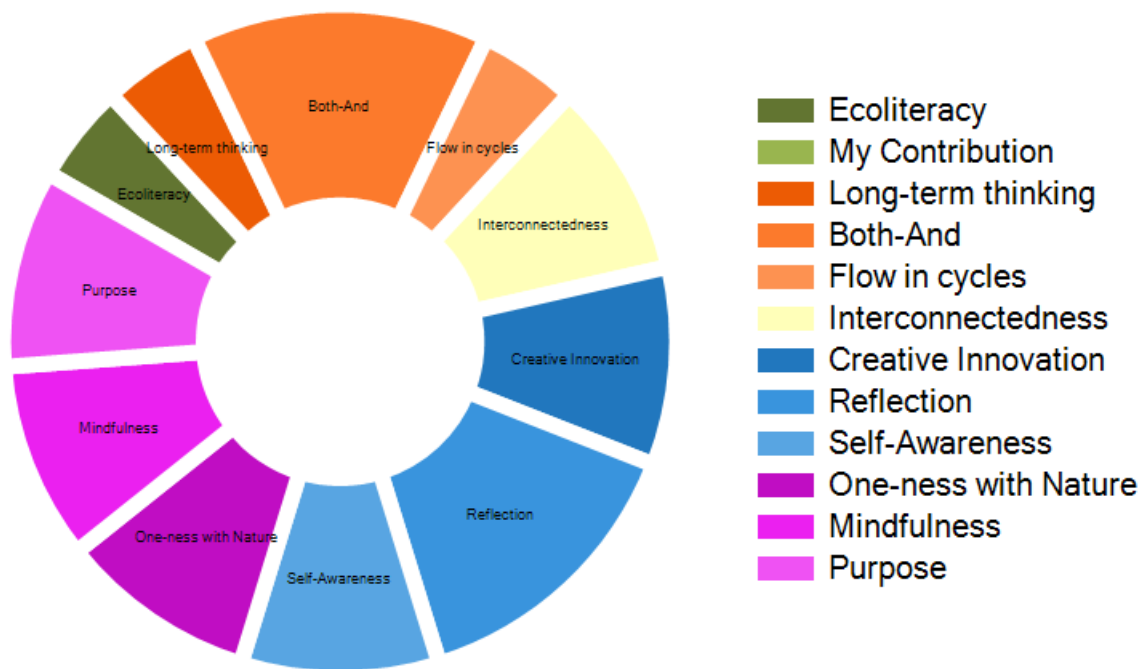 Both-And
Long-term thinking
Flow in cycles
Ecoliteracy
Interconnectedness
Purpose
Creative Innovation
Mindfulness
Reflection
One-ness with Nature
Self-Awareness
Ecoliteracy
My Contribution
Long-term thinking
Both-And
Flow in cycles
Interconnectedness
Creative Innovation
Reflection
Self-Awareness
One-ness with Nature
Mindfulness
Purpose